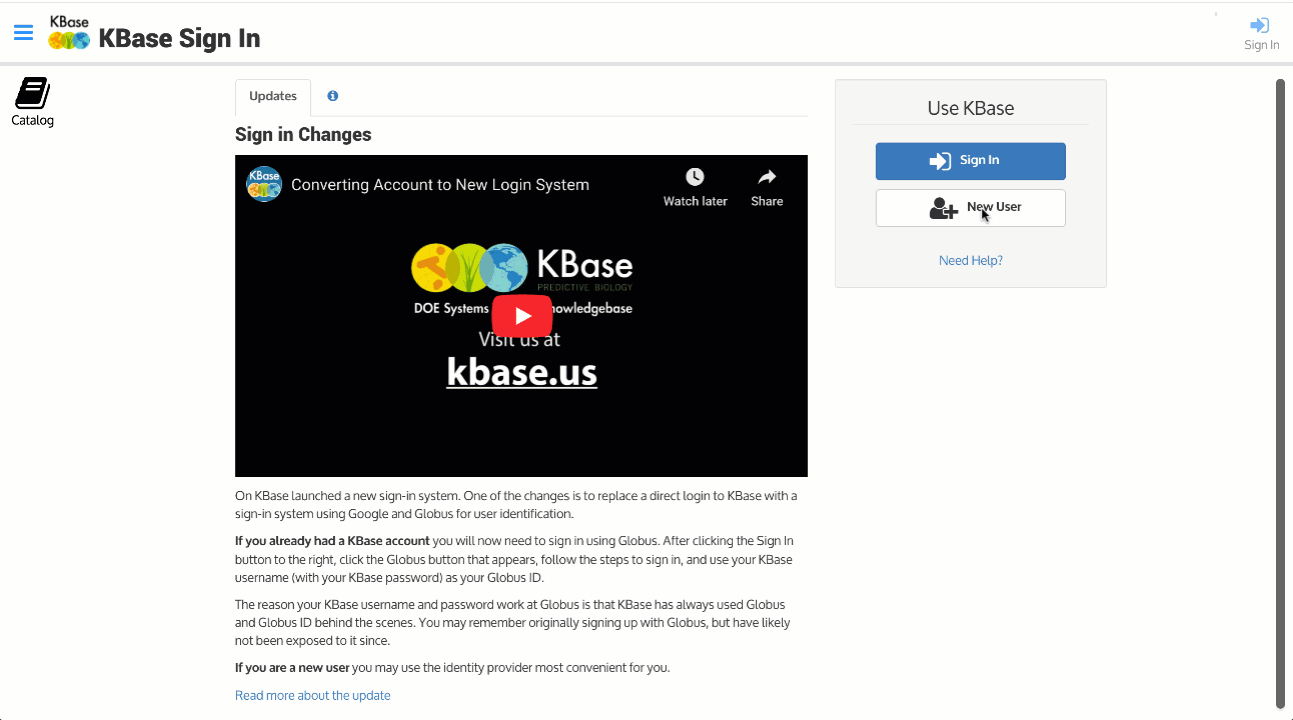 KBase
KBase Sign In
Sign In
Catalog
Updates
Sign in Changes
KBase
Converting Account to New Login System
Watch later
Share
KBase
PREDICTIVE BIOLOGY
DOE Systems
nowledgebase
Visit us at
kbase.us
On KBase launched a new sign-in system. One of the changes is to replace a direct login to KBase with a
sign-in system using Google and Globus for user identification.
If you already had a KBase account you will now need to sign in using Globus. After clicking the Sign In
button to the right, click the Globus button that appears, follow the steps to sign in, and use your KBase
username (with your KBase password) as your Globus ID.
The reason your KBase username and password work at Globus is that KBase has always used Globus
and Globus ID behind the scenes. You may remember originally signing up with Globus, but have likely
not been exposed to it since.
If you are a new user you may use the identity provider most convenient for you.
Read more about the update
Use KBase
Sign In
New User
Need Help?